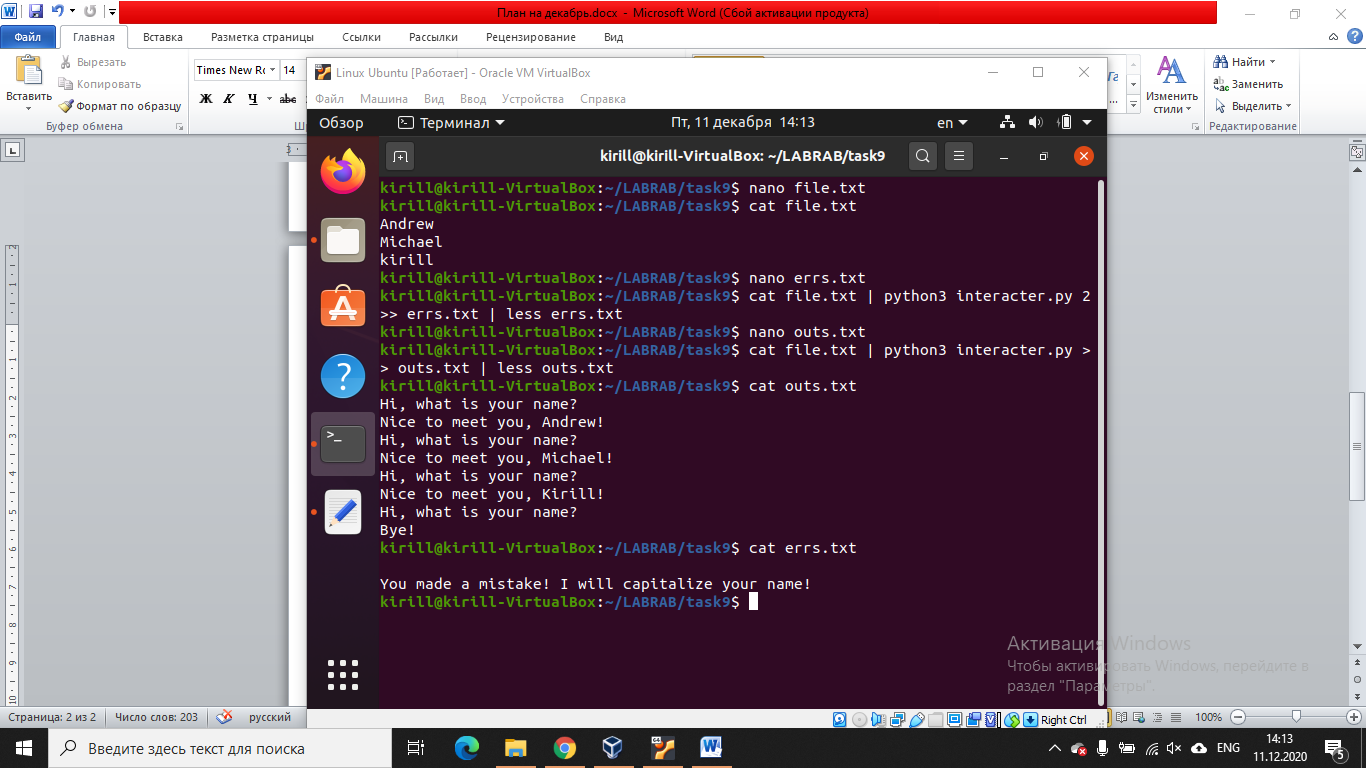 План на декабрь.docx - Microsoft Word (Сбой активации продукта)
Файл Главная Вставка Разметка страницы Ссылки Рассылки Рецензирование Вид
Вставить
Вырезать
Копировать
Формат по образцу
Буфер обмена
Times New Ro 14
Ж К Ч abc
Изменить стили
Найти
Заменить
Выделить
Редактирование
Linux Ubuntu [Работает] - Oracle VM VirtualBox
Файл Машина Вид Ввод Устройства Справка
Обзор Терминал Пт, 11 декабря 14:13 en
kirill@kirill-VirtualBox: ~/LABRAB/task9
kirill@kirill-VirtualBox:~/LABRAB/task9$ nano file.txt
kirill@kirill-VirtualBox:~/LABRAB/task9$ cat file.txt
Andrew
Michael
kirill
kirill@kirill-VirtualBox:~/LABRAB/task9$ nano errs.txt
kirill@kirill-VirtualBox:~/LABRAB/task9$ cat file.txt | python3 interacter.py 2
>> errs.txt | less errs.txt
kirill@kirill-VirtualBox:~/LABRAB/task9$ nano outs.txt
kirill@kirill-VirtualBox:~/LABRAB/task9$ cat file.txt | python3 interacter.py >
> outs.txt | less outs.txt
kirill@kirill-VirtualBox:~/LABRAB/task9$ cat outs.txt
Hi, what is your name?
Nice to meet you, Andrew!
Hi, what is your name?
Nice to meet you, Michael!
Hi, what is your name?
Nice to meet you, Kirill!
Hi, what is your name?
Bye!
kirill@kirill-VirtualBox:~/LABRAB/task9$ cat errs.txt
You made a mistake! I will capitalize your name!
kirill@kirill-VirtualBox:~/LABRAB/task9$
Активация Windows
Чтобы активировать Windows, перейдите в
раздел "Параметры".
Right Ctrl
Страница: 2 из 2 Число слов: 203 русский 100%
Введите здесь текст для поиска
ENG
14:13
11.12.2020
5